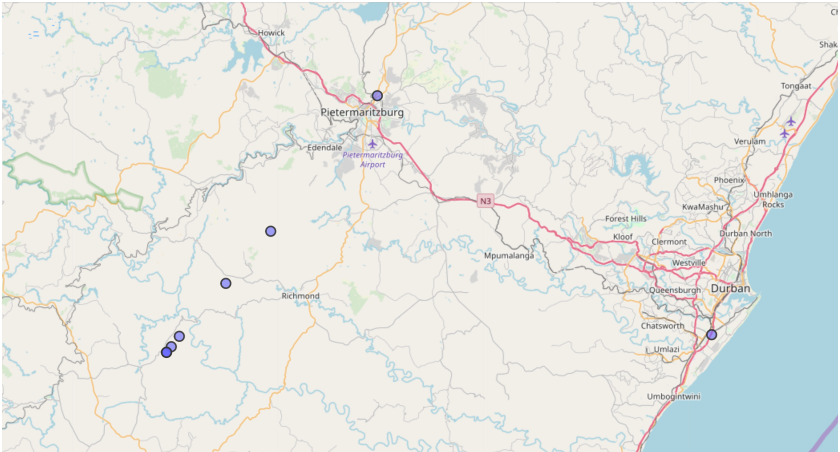 Howick
Shak
Tongaat
Pietermaritzburg
Edendale
Pietermaritzburg
Airport
Verulam
Phoenix
Umhlanga
Rocks
N3
KwaMashu
Forest Hills
Durban North
Kloof
Clermont
Mpumalanga
Westville
Queensburgh
Durban
Richmond
Chatsworth
Umlazi
Umbogintwini